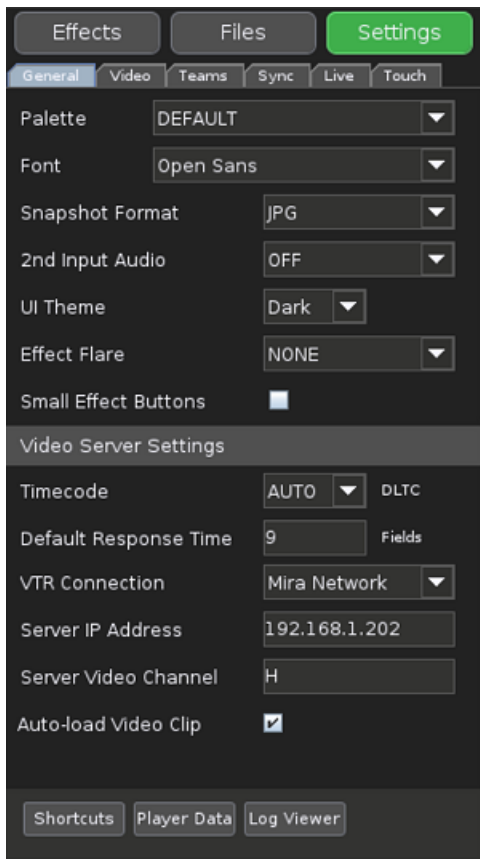 Effects Files Settings
General Video Teams Sync Live Touch
Palette DEFAULT
Font Open Sans
Snapshot Format JPG
2nd Input Audio OFF
UI Theme Dark
Effect Flare NONE
Small Effect Buttons
Video Server Settings
Timecode AUTO DLTC
Default Response Time 9 Fields
VTR Connection Mira Network
Server IP Address 192.168.1.202
Server Video Channel H
Auto-load Video Clip
Shortcuts Player Data Log Viewer